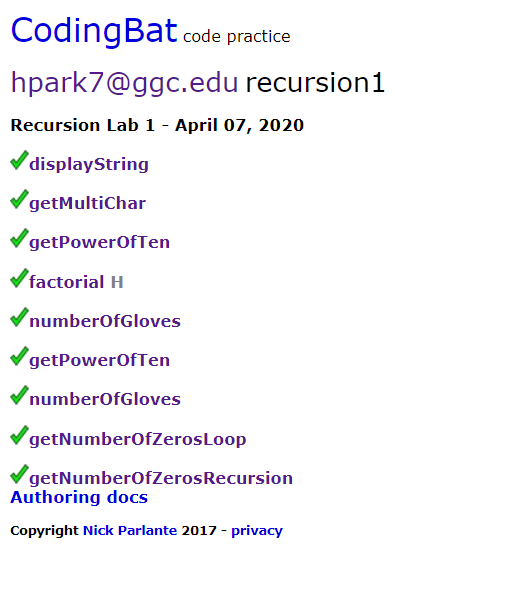 CodingBat code practice
hpark7@ggc.edu recursion1
Recursion Lab 1 - April 07, 2020
displayString
getMultiChar
getPowerOfTen
factorial H
numberOfGloves
getPowerOfTen
numberOfGloves
getNumberOfZerosLoop
getNumberOfZerosRecursion
Authoring docs
Copyright Nick Parlante 2017 - privacy